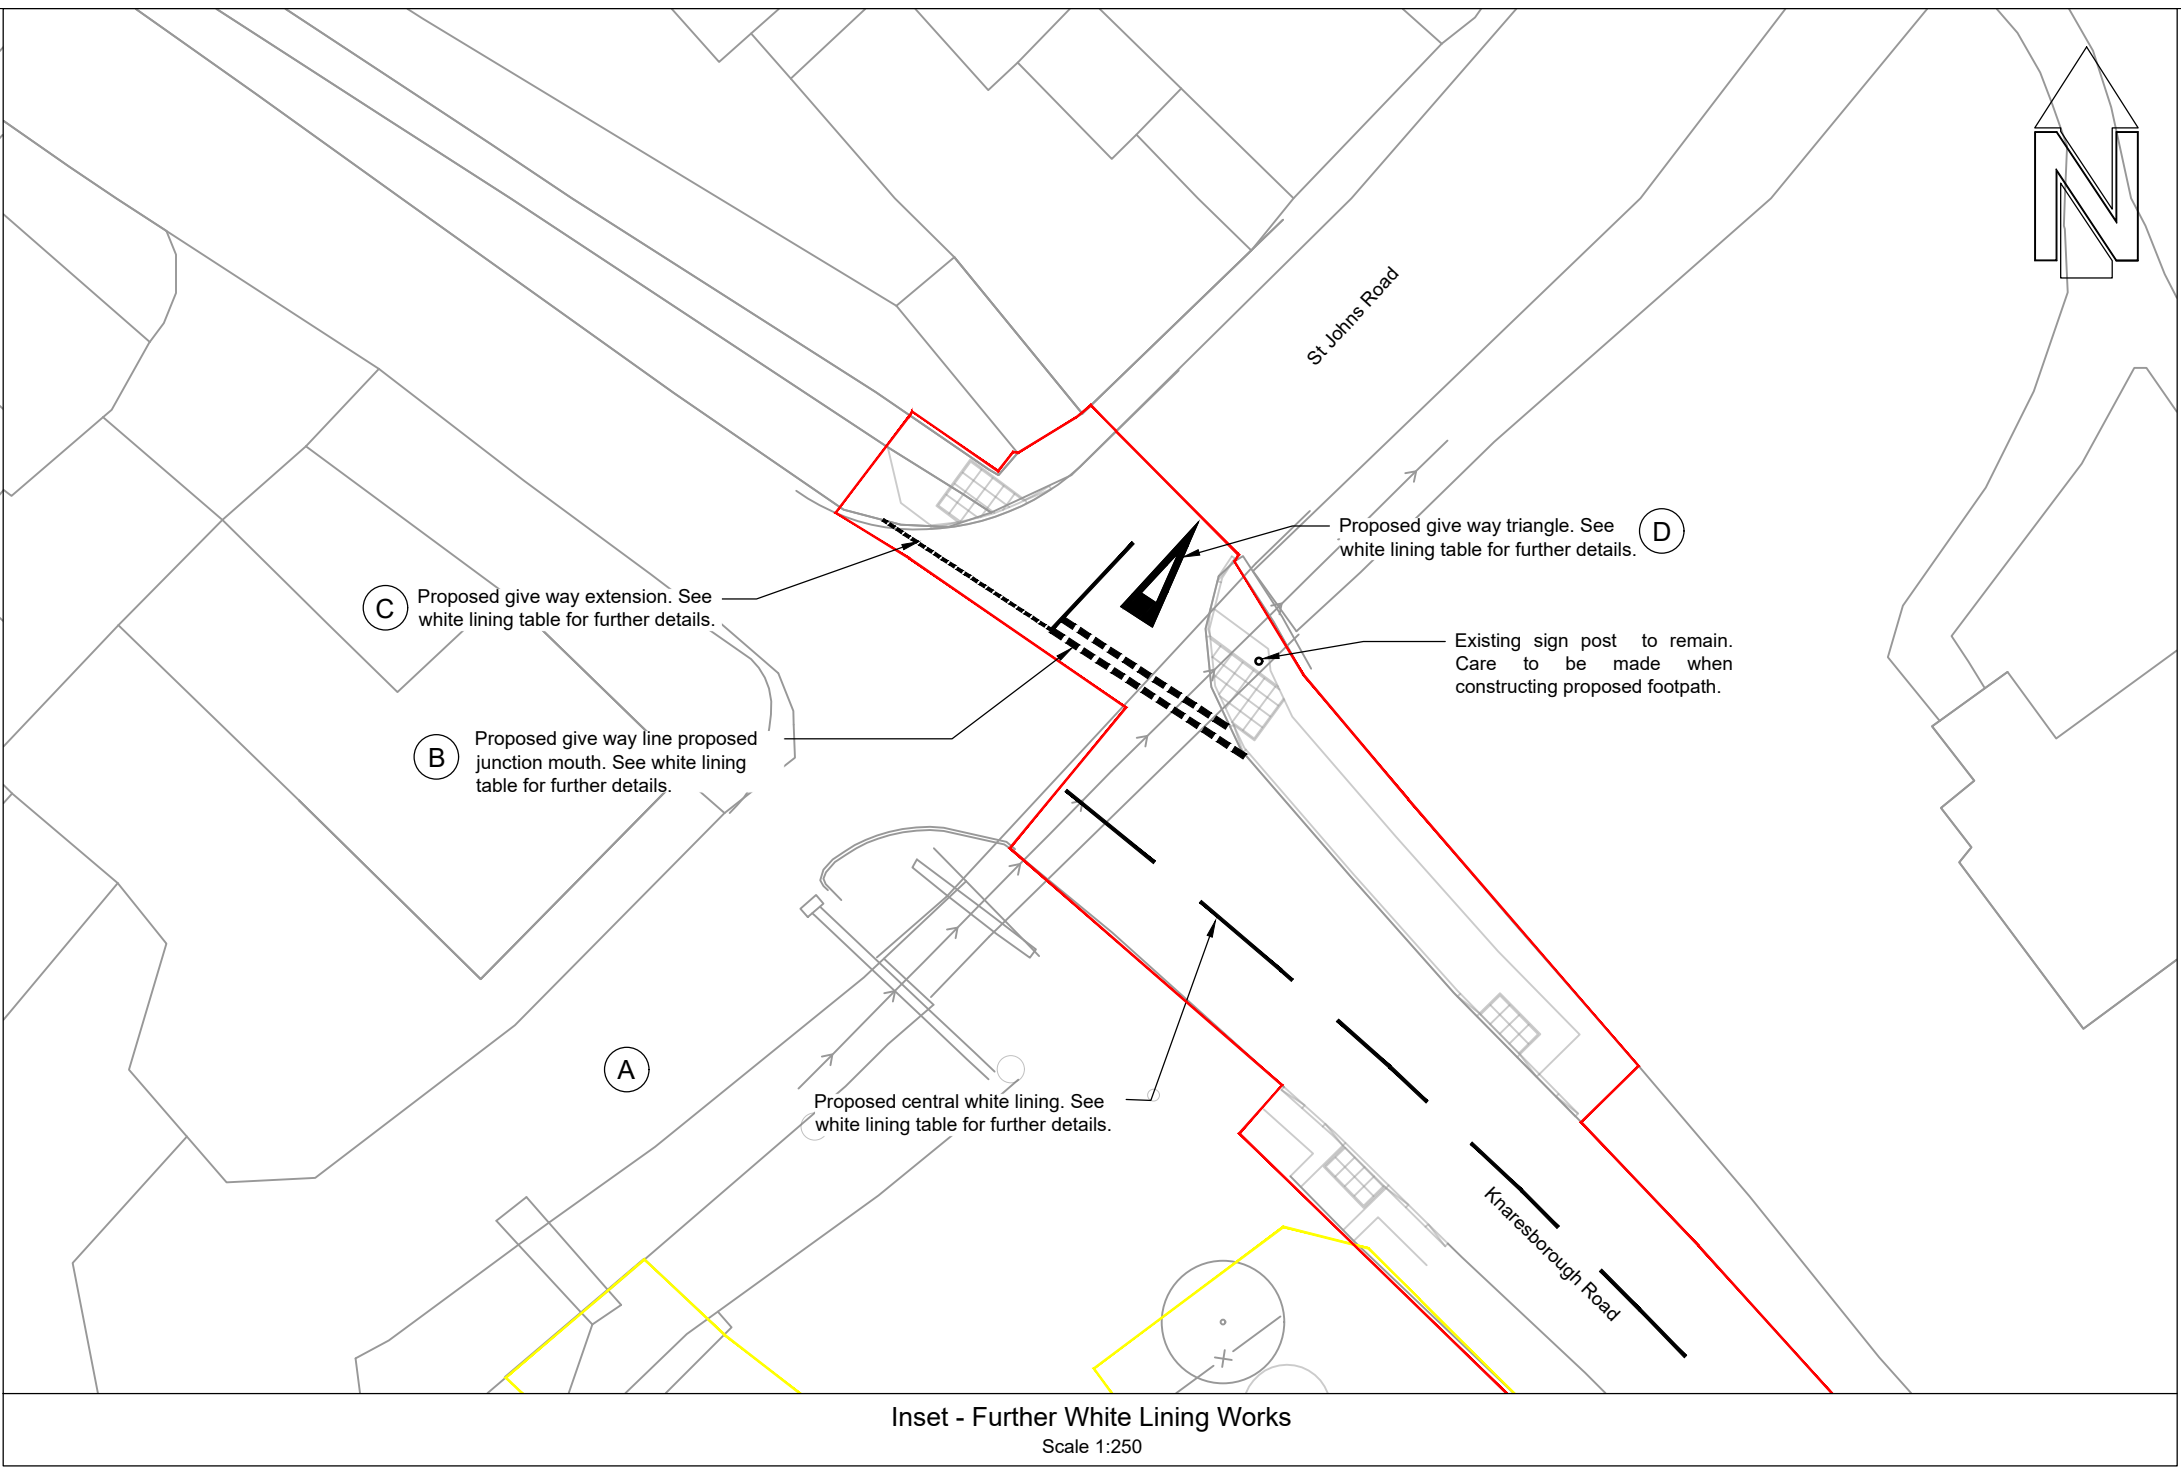 N
St Johns Road
Proposed give way triangle. See
white lining table for further details.
D
C
Proposed give way extension. See
white lining table for further details.
Existing sign post to remain.
Care to be made when
constructing proposed footpath.
B
Proposed give way line proposed
junction mouth. See white lining
table for further details.
A
Proposed central white lining. See
white lining table for further details.
Knaresborough Road
Inset - Further White Lining Works
Scale 1:250